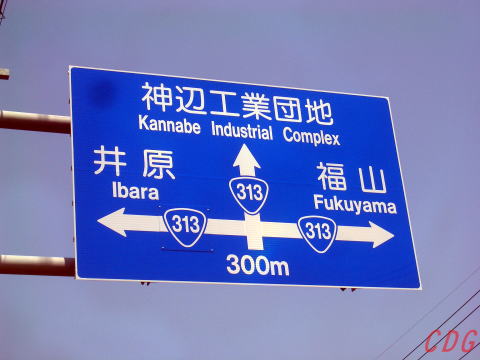 神辺工業団地
Kannabe Industrial Complex
井原
Ibara
福山
Fukuyama
313
313
313
300m
CDG